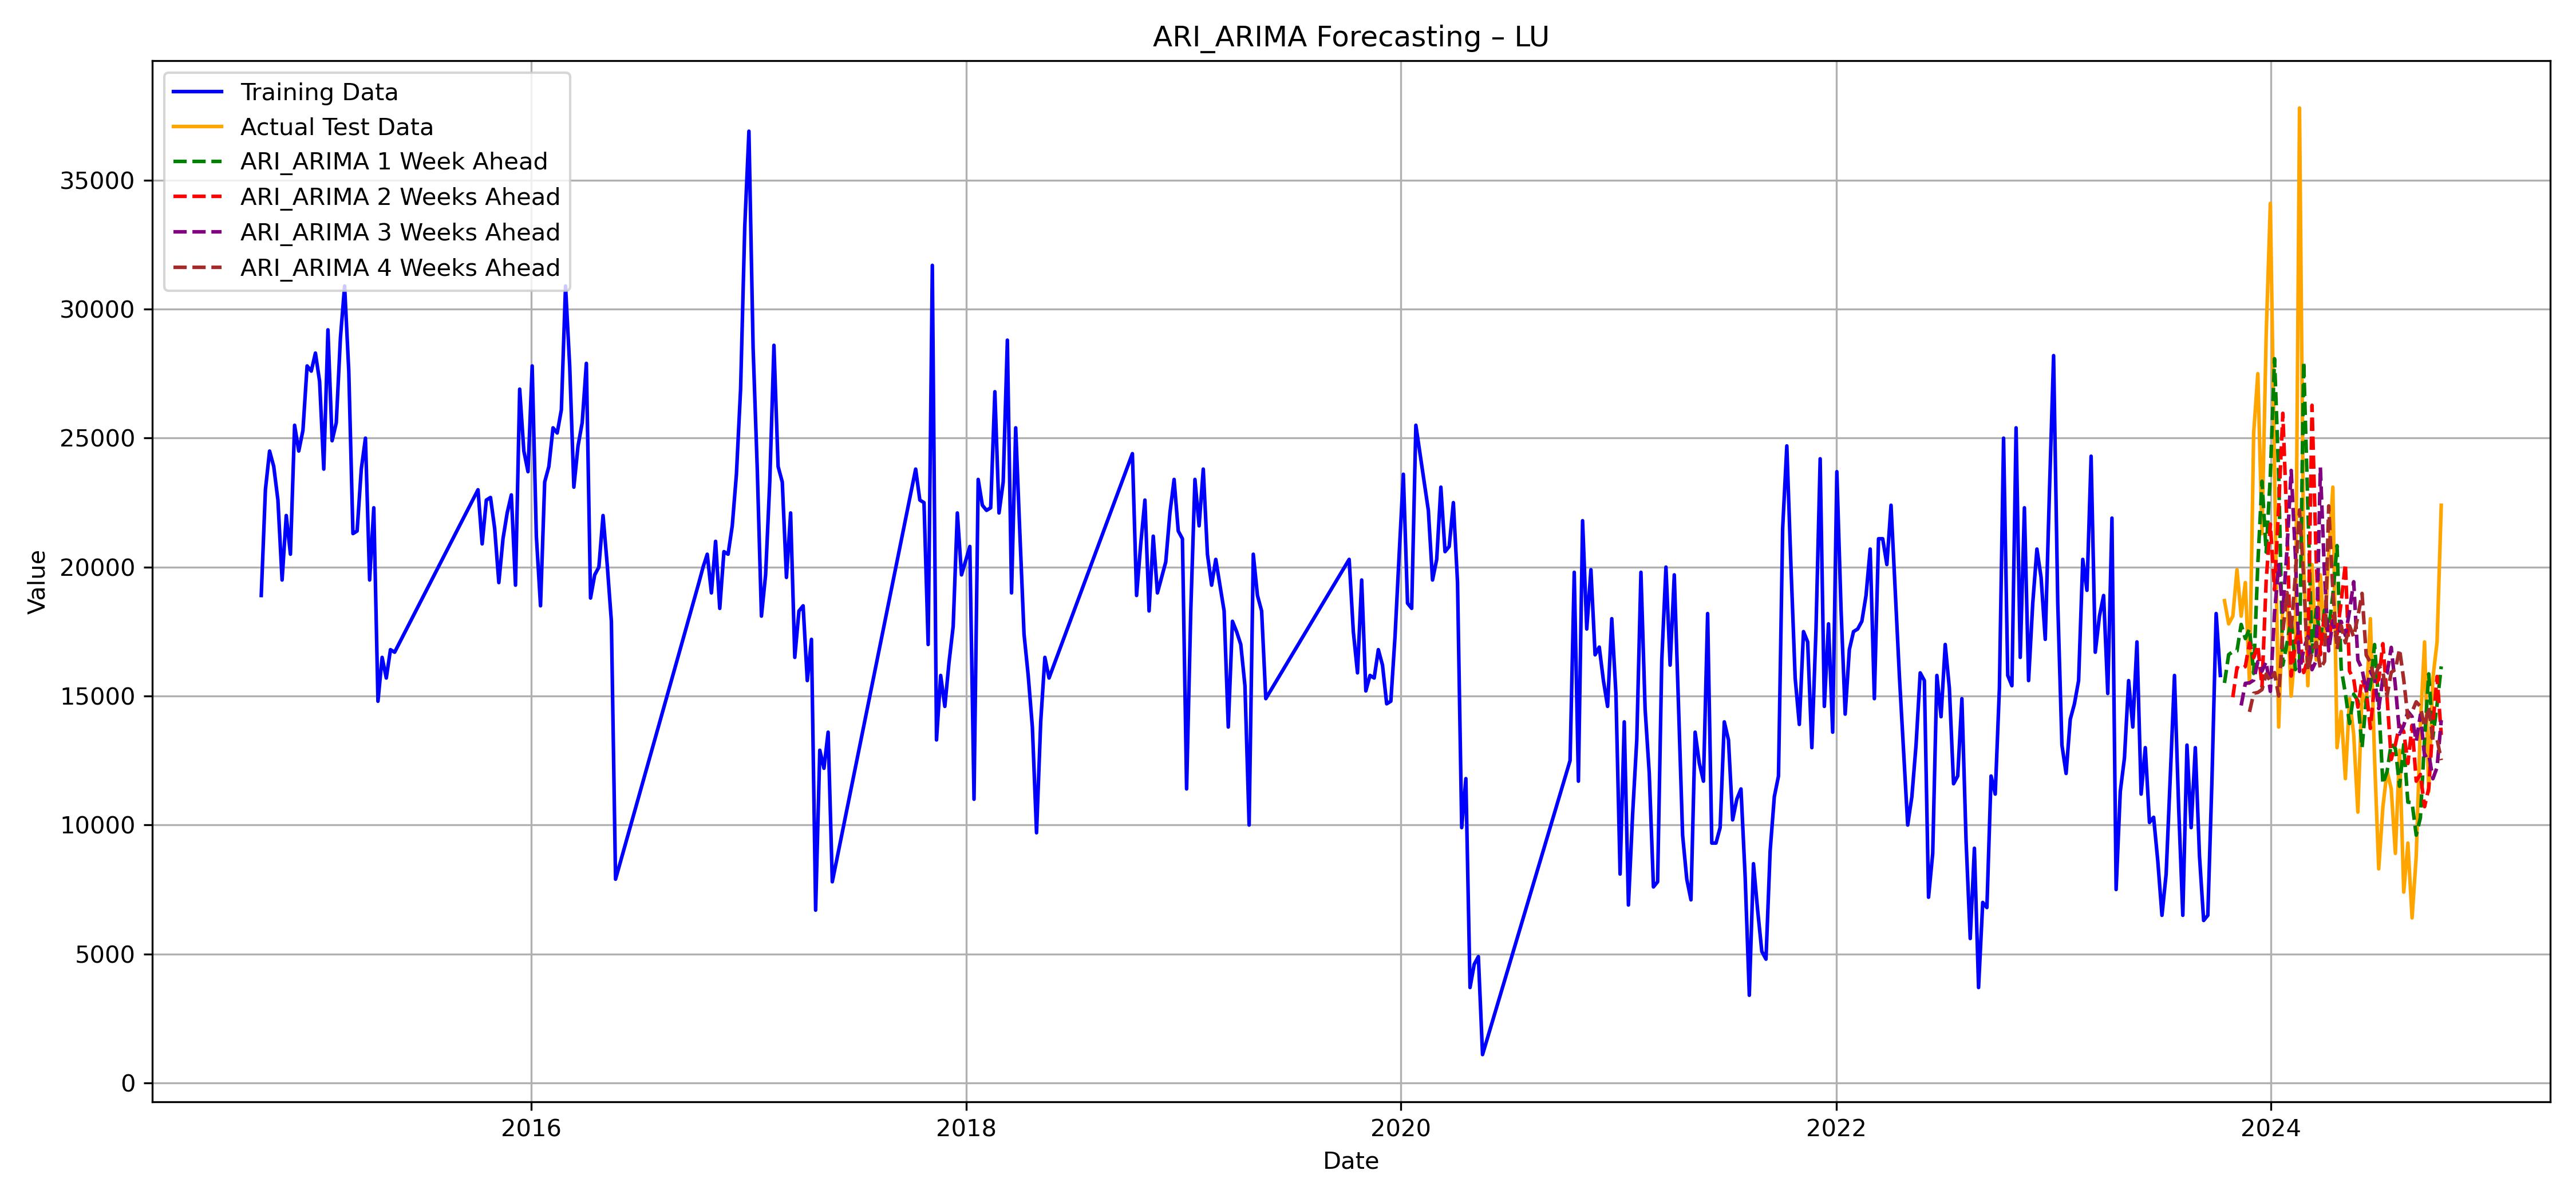 ARI_ARIMA Forecasting – LU
Training Data
Actual Test Data
ARI_ARIMA 1 Week Ahead
ARI_ARIMA 2 Weeks Ahead
ARI_ARIMA 3 Weeks Ahead
ARI_ARIMA 4 Weeks Ahead
35000
30000
25000
20000
15000
10000
5000
0
Value
2016
2018
2020
2022
2024
Date